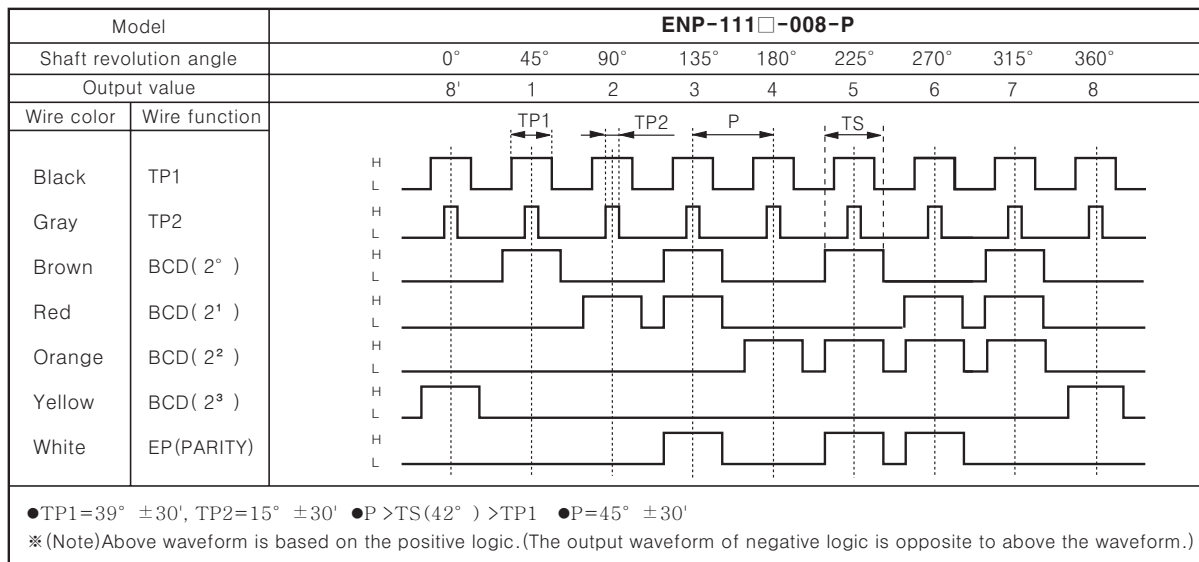 Model ENP-111□-008-P
Shaft revolution angle 0° 45° 90° 135° 180° 225° 270° 315° 360°
Output value 8' 1 2 3 4 5 6 7 8
Wire color Wire function
TP1 TP2 P TS
Black TP1 H L
Gray TP2 H L
Brown BCD( 2° ) H L
Red BCD( 2¹ ) H L
Orange BCD( 2² ) H L
Yellow BCD( 2³ ) H L
White EP(PARITY) H L
●TP1=39° ±30', TP2=15° ±30' ●P >TS(42° ) >TP1 ●P=45° ±30'
※(Note)Above waveform is based on the positive logic.(The output waveform of negative logic is opposite to above the waveform.)